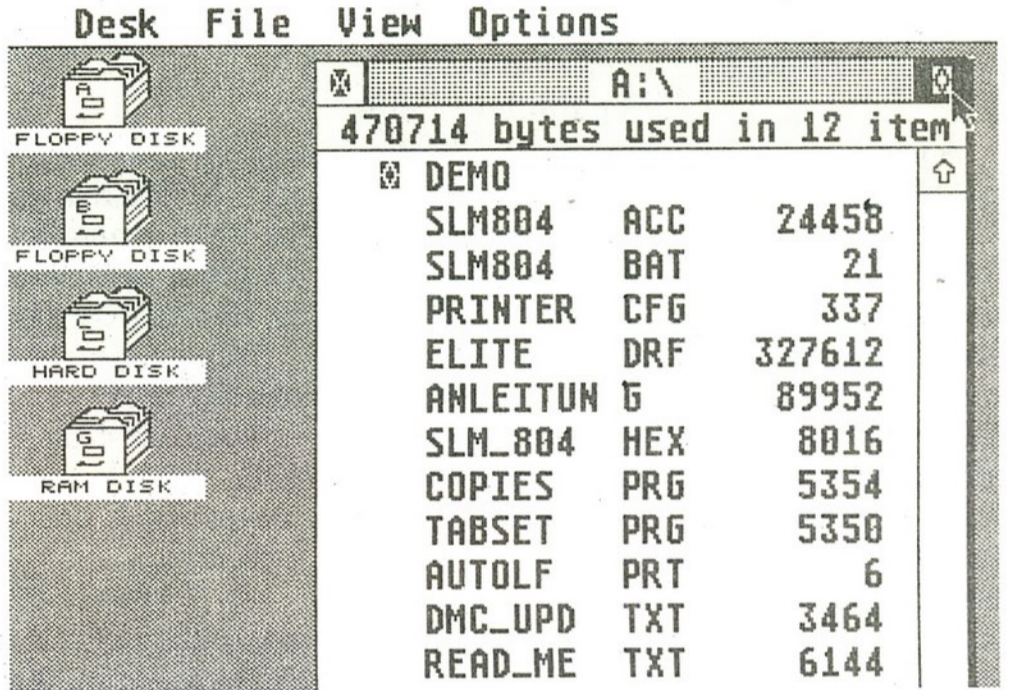 Desk File View Options
A
FLOPPY DISK
B
FLOPPY DISK
C
HARD DISK
G
RAM DISK
A:\
470714 bytes used in 12 item
DEMO
SLM804 ACC 24458
SLM804 BAT 21
PRINTER CFG 337
ELITE DRF 327612
ANLEITUN G 89952
SLM_804 HEX 8016
COPIES PRG 5354
TABSET PRG 5350
AUTOLF PRT 6
DMC_UPD TXT 3464
READ_ME TXT 6144